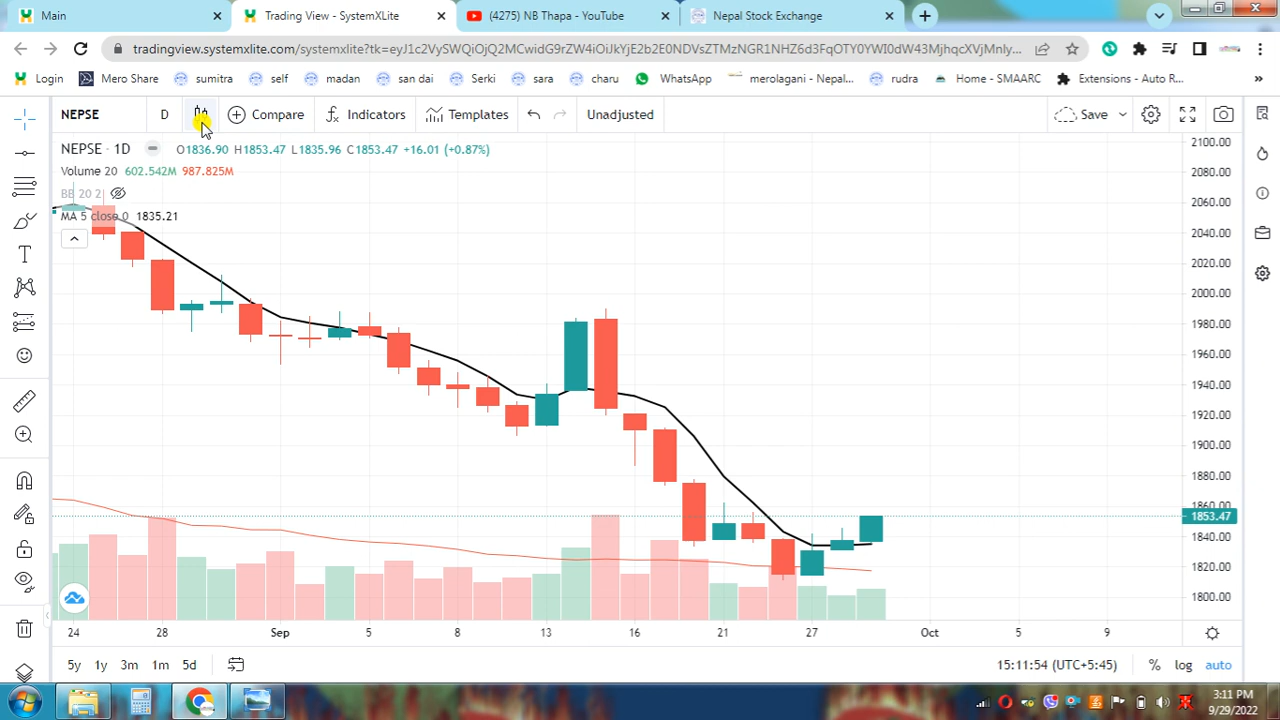 Main
Trading View - SystemXLite
(4275) NB Thapa - YouTube
Nepal Stock Exchange
tradingview.systemxlite.com/systemxlite?tk=
Login Mero Share sumitra self madan san dai Serki sara charu WhatsApp merolagani - Nepal... rudra Home - SMAARC Extensions - Auto R... »
NEPSE D Compare Indicators Templates Unadjusted Save
NEPSE · 1D O1836.90 H1853.47 L1835.96 C1853.47 +16.01 (+0.87%)
Volume 20 602.542M 987.825M
BB 20 2
MA 5 close 0 1835.21
2100.00
2080.00
2060.00
2040.00
2020.00
2000.00
1980.00
1960.00
1940.00
1920.00
1900.00
1880.00
1860.00
1853.47
1840.00
1820.00
1800.00
24 28 Sep 5 8 13 16 21 27 Oct 5 9
5y 1y 3m 1m 5d 15:11:54 (UTC+5:45) % log auto
3:11 PM
9/29/2022